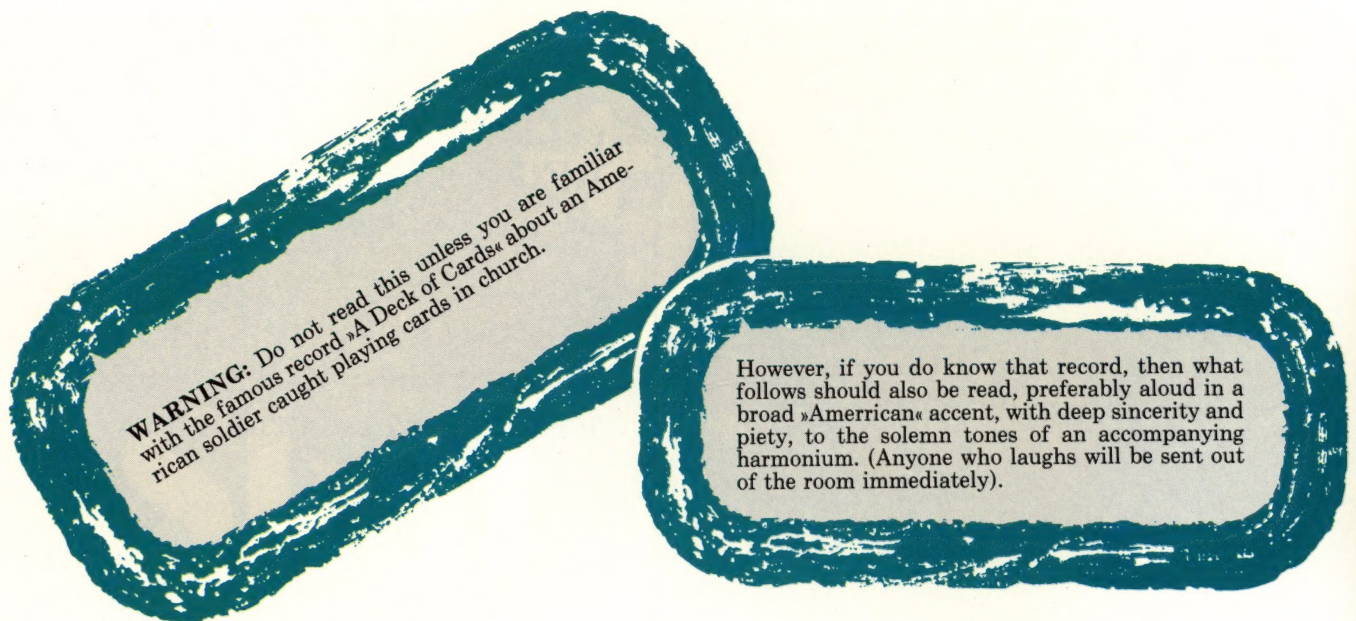 WARNING: Do not read this unless you are familiar
with the famous record »A Deck of Cards« about an Ame-
rican soldier caught playing cards in church.
However, if you do know that record, then what
follows should also be read, preferably aloud in a
broad »Amerrican« accent, with deep sincerity and
piety, to the solemn tones of an accompanying
harmonium. (Anyone who laughs will be sent out
of the room immediately).